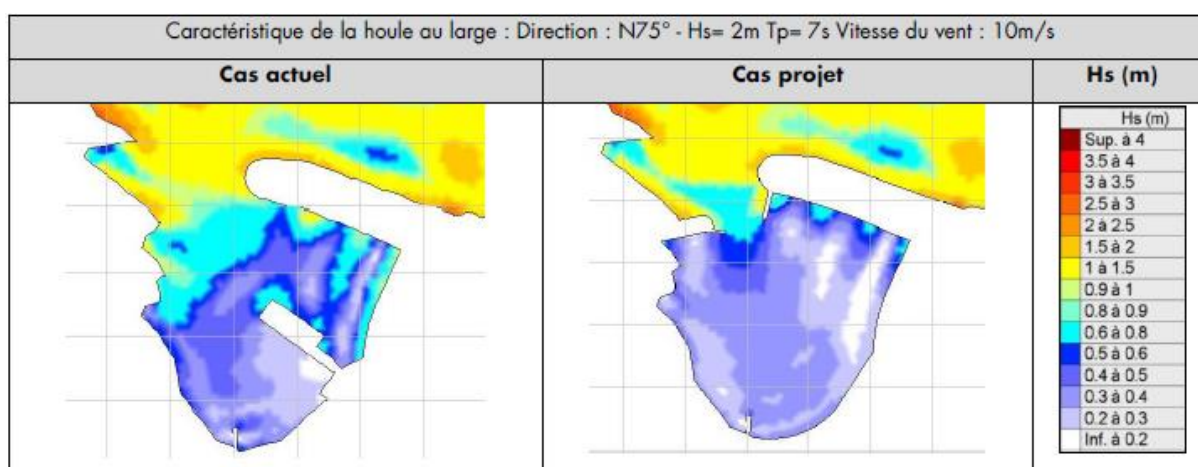 Caractéristique de la houle au large : Direction : N75° - Hs= 2m Tp= 7s Vitesse du vent : 10m/s
Cas actuel
Cas projet
Hs (m)
Hs (m)
Sup. à 4
3.5 à 4
3 à 3.5
2.5 à 3
2 à 2.5
1.5 à 2
1 à 1.5
0.9 à 1
0.8 à 0.9
0.6 à 0.8
0.5 à 0.6
0.4 à 0.5
0.3 à 0.4
0.2 à 0.3
Inf. à 0.2